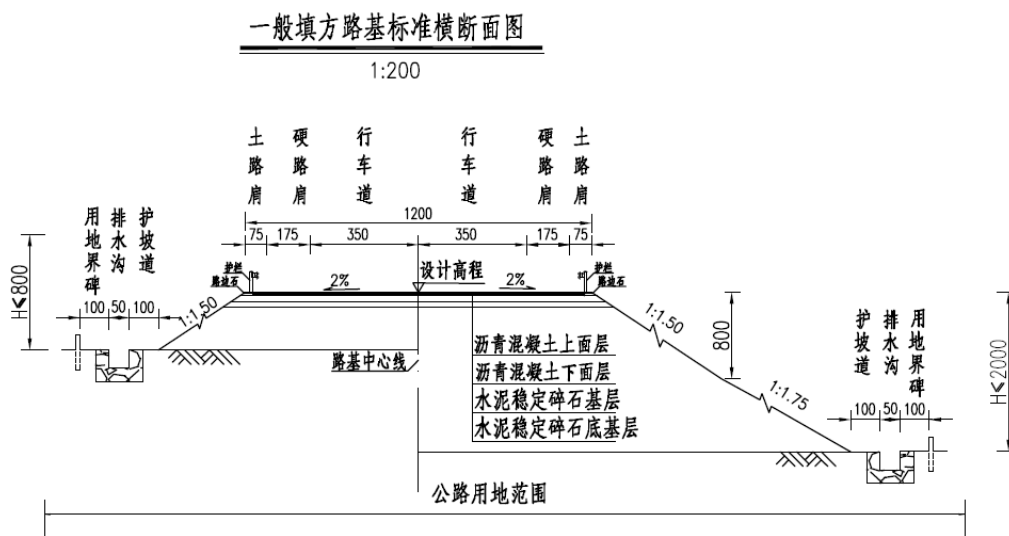 一般填方路基标准横断面图
1:200
土路肩
硬路肩
行车道
行车道
硬路肩
土路肩
1200
75
175
350
350
175
75
用地界碑
排水沟
护坡道
100
50
100
H≤800
护栏
路边石
2%
设计高程
2%
护栏
路边石
1:1.50
1:1.50
800
1:1.75
H≤2000
护坡道
排水沟
用地界碑
100
50
100
路基中心线
沥青混凝土上面层
沥青混凝土下面层
水泥稳定碎石基层
水泥稳定碎石底基层
公路用地范围